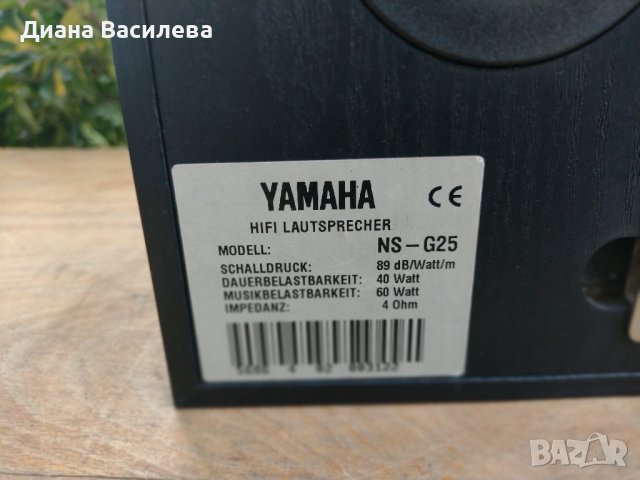 Диана Василева
YAMAHA CE
HIFI LAUTSPRECHER
MODELL: NS-G25
SCHALLDRUCK: 89 dB/Watt/m
DAUERBELASTBARKEIT: 40 Watt
MUSIKBELASTBARKEIT: 60 Watt
IMPEDANZ: 4 Ohm
BAZAR